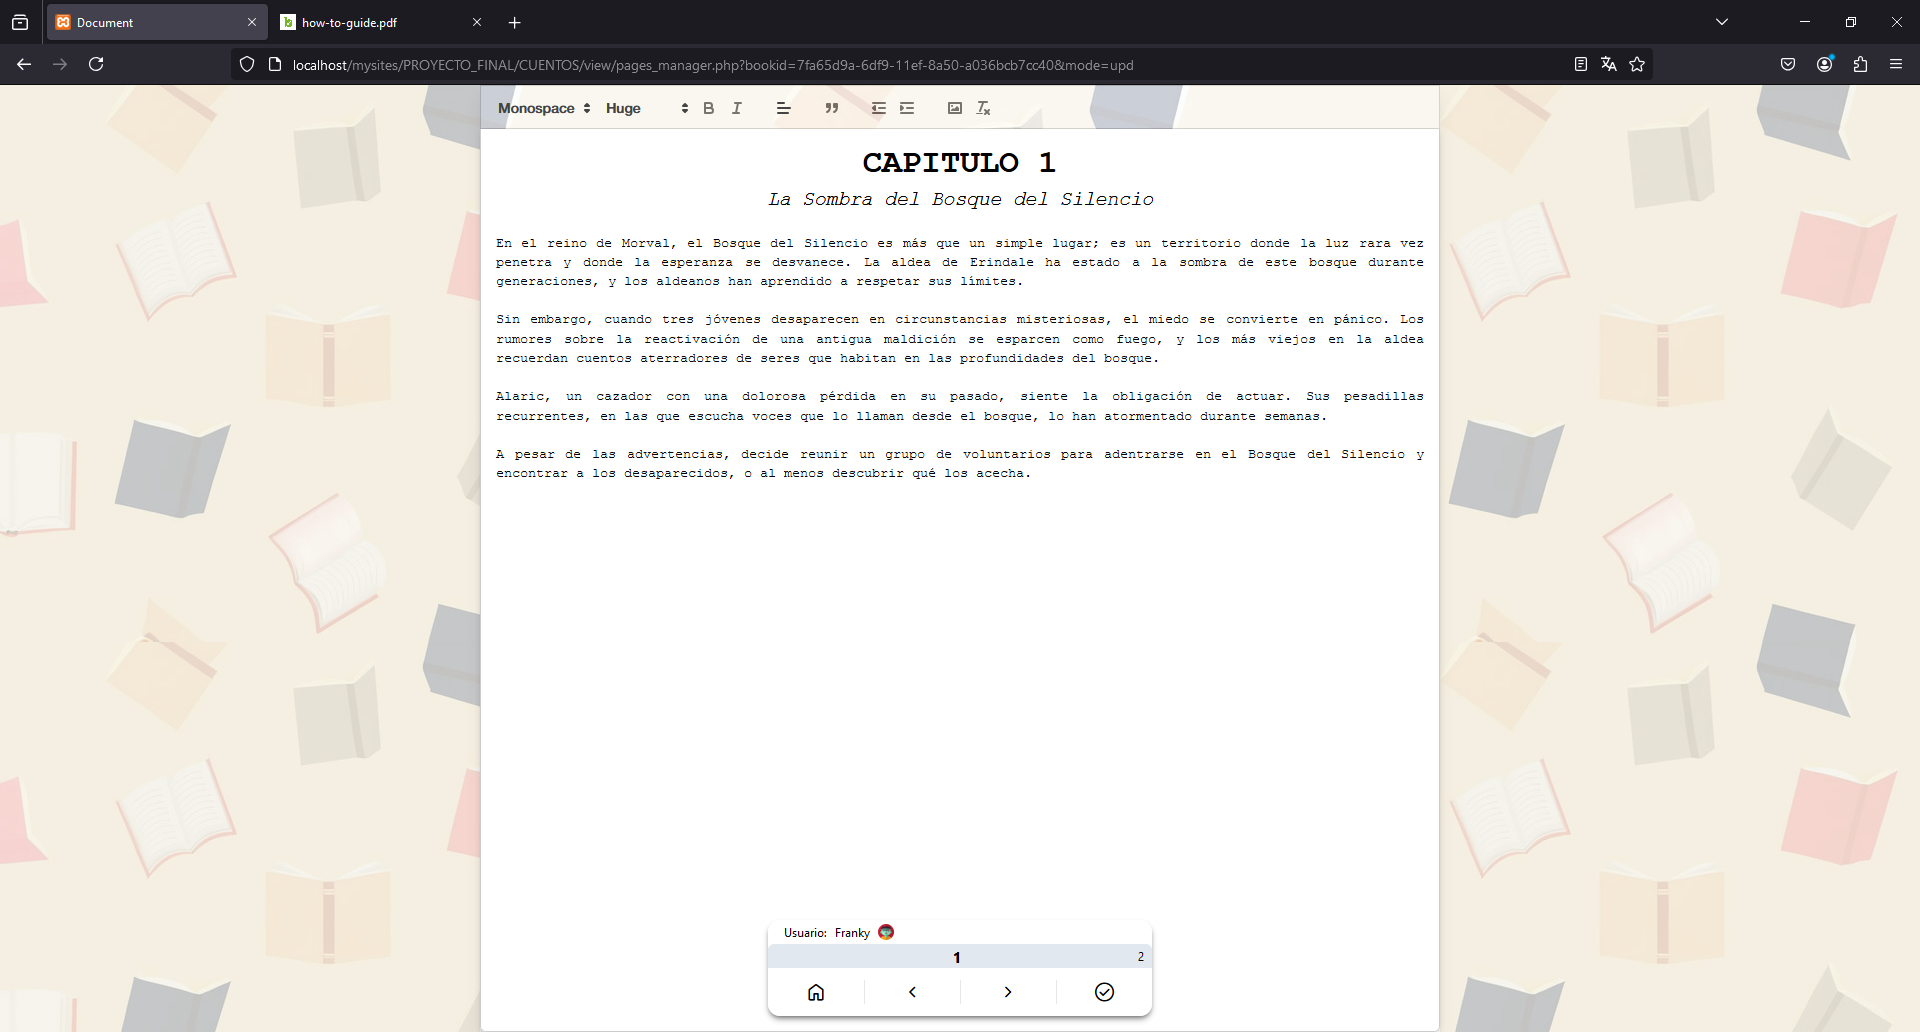 Document
how-to-guide.pdf
localhost/mysites/PROYECTO_FINAL/CUENTOS/view/pages_manager.php?bookid=7fa65d9a-6df9-11ef-8a50-a036bcb7cc40&mode=upd
Monospace Huge
CAPITULO 1
La Sombra del Bosque del Silencio
En el reino de Morval, el Bosque del Silencio es más que un simple lugar; es un territorio donde la luz rara vez
penetra y donde la esperanza se desvanece. La aldea de Erindale ha estado a la sombra de este bosque durante
generaciones, y los aldeanos han aprendido a respetar sus límites.
Sin embargo, cuando tres jóvenes desaparecen en circunstancias misteriosas, el miedo se convierte en pánico. Los
rumores sobre la reactivación de una antigua maldición se esparcen como fuego, y los más viejos en la aldea
recuerdan cuentos aterradores de seres que habitan en las profundidades del bosque.
Alaric, un cazador con una dolorosa pérdida en su pasado, siente la obligación de actuar. Sus pesadillas
recurrentes, en las que escucha voces que lo llaman desde el bosque, lo han atormentado durante semanas.
A pesar de las advertencias, decide reunir un grupo de voluntarios para adentrarse en el Bosque del Silencio y
encontrar a los desaparecidos, o al menos descubrir qué los acecha.
Usuario: Franky
1 2